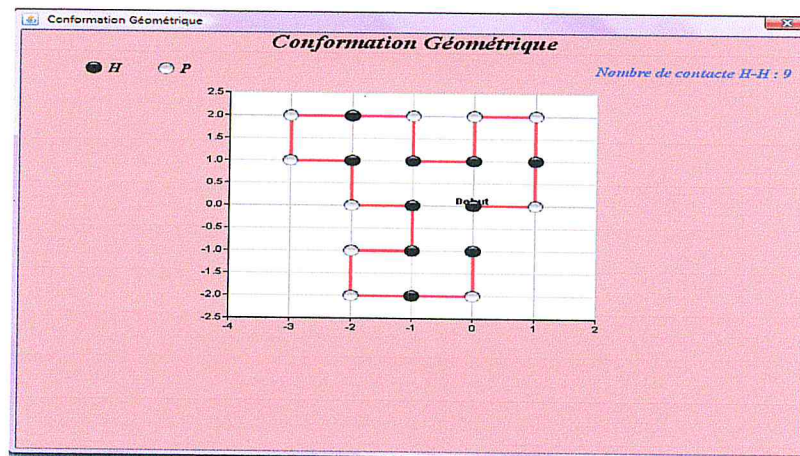 Conformation Géométrique
Conformation Géométrique
H P
Nombre de contacte H-H : 9
2.5
2.0
1.5
1.0
0.5
0.0
Debut
-0.5
-1.0
-1.5
-2.0
-2.5
-4 -3 -2 -1 0 1 2